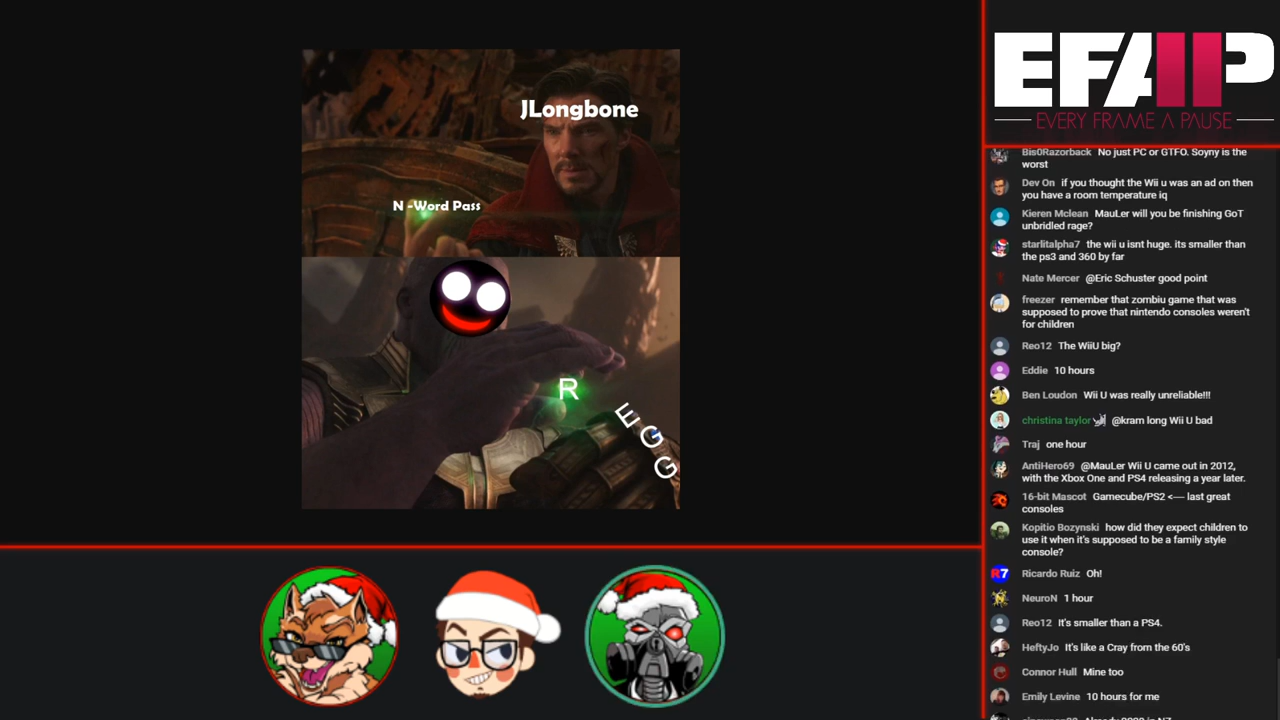 JLongbone
N -Word Pass
R
E
G
G
EFAP
EVERY FRAME A PAUSE
Bis0Razorback No just PC or GTFO. Soyny is the
worst
Dev On if you thought the Wii u was an ad on then
you have a room temperature iq
Kieren Mclean MauLer will you be finishing GoT
unbridled rage?
starlitalpha7 the wii u isnt huge. its smaller than
the ps3 and 360 by far
Nate Mercer @Eric Schuster good point
freezer remember that zombiu game that was
supposed to prove that nintendo consoles weren't
for children
Reo12 The WiiU big?
Eddie 10 hours
Ben Loudon Wii U was really unreliable!!!
christina taylor @kram long Wii U bad
Traj one hour
AntiHero69 @MauLer Wii U came out in 2012,
with the Xbox One and PS4 releasing a year later.
16-bit Mascot Gamecube/PS2 <— last great
consoles
Kopitio Bozynski how did they expect children to
use it when it's supposed to be a family style
console?
R7 Ricardo Ruiz Oh!
NeuroN 1 hour
Reo12 It's smaller than a PS4.
HeftyJo It's like a Cray from the 60's
Connor Hull Mine too
Emily Levine 10 hours for me